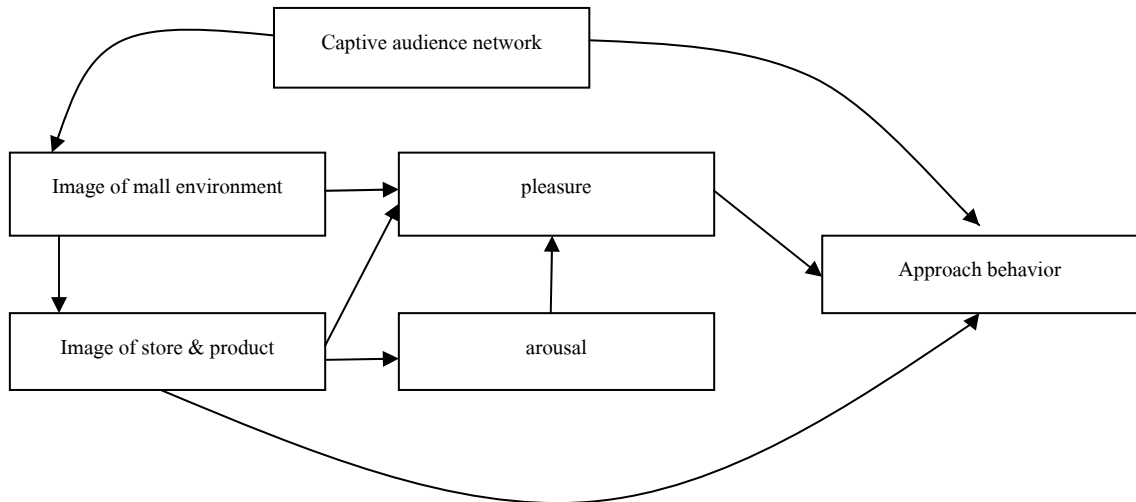 Captive audience network
Image of mall environment
pleasure
Approach behavior
Image of store & product
arousal